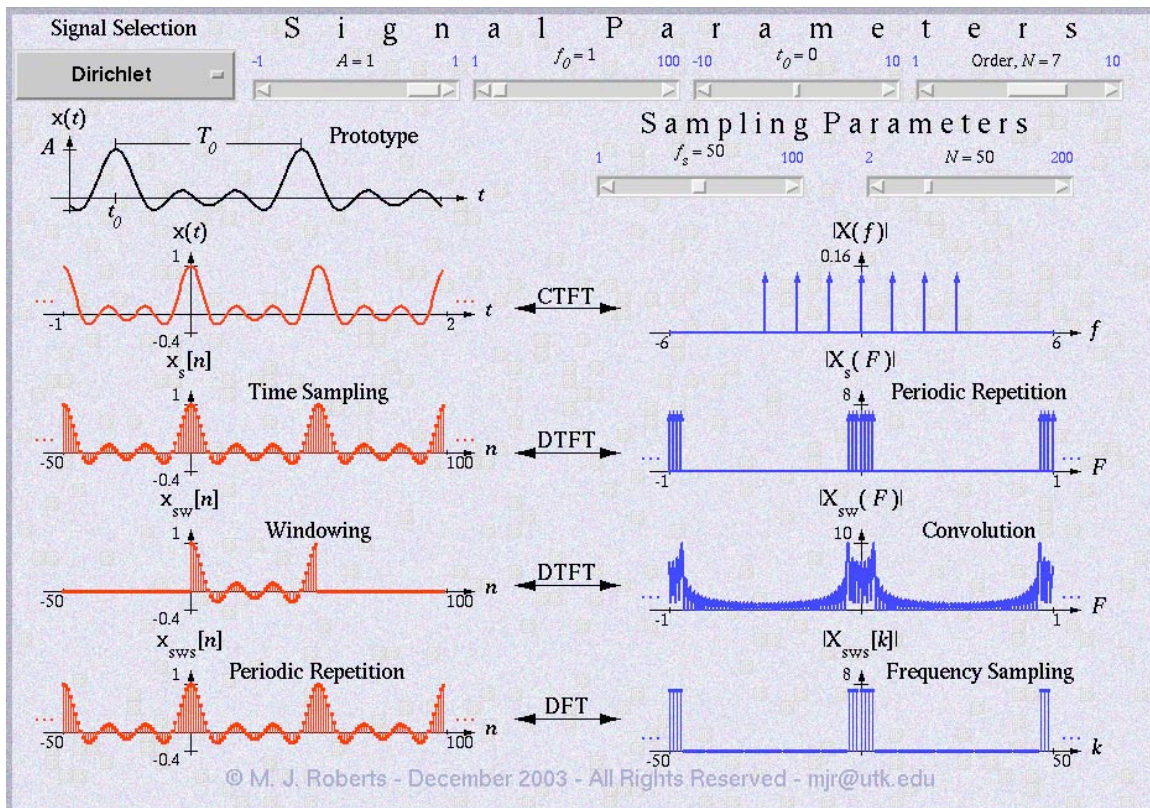 Signal Selection
Signal Parameters
Dirichlet
-1 A = 1 1
1 f0 = 1 100
-10 t0 = 0 10
1 Order, N = 7 10
x(t)
A
T0
Prototype
t0
t
Sampling Parameters
1 fs = 50 100
2 N = 50 200
x(t)
1
...
...
-1
2
t
-0.4
CTFT
|X(f)|
0.16
-6
6
f
xs[n]
Time Sampling
1
...
...
-50
100
n
-0.4
DTFT
|Xs(F)|
Periodic Repetition
8
...
...
-1
1
F
xsw[n]
Windowing
1
-50
100
n
-0.4
DTFT
|Xsw(F)|
Convolution
10
...
...
-1
1
F
xsws[n]
Periodic Repetition
1
...
...
-50
100
n
-0.4
DFT
|Xsws[k]|
Frequency Sampling
8
...
...
-50
50
k
© M. J. Roberts - December 2003 - All Rights Reserved - mjr@utk.edu